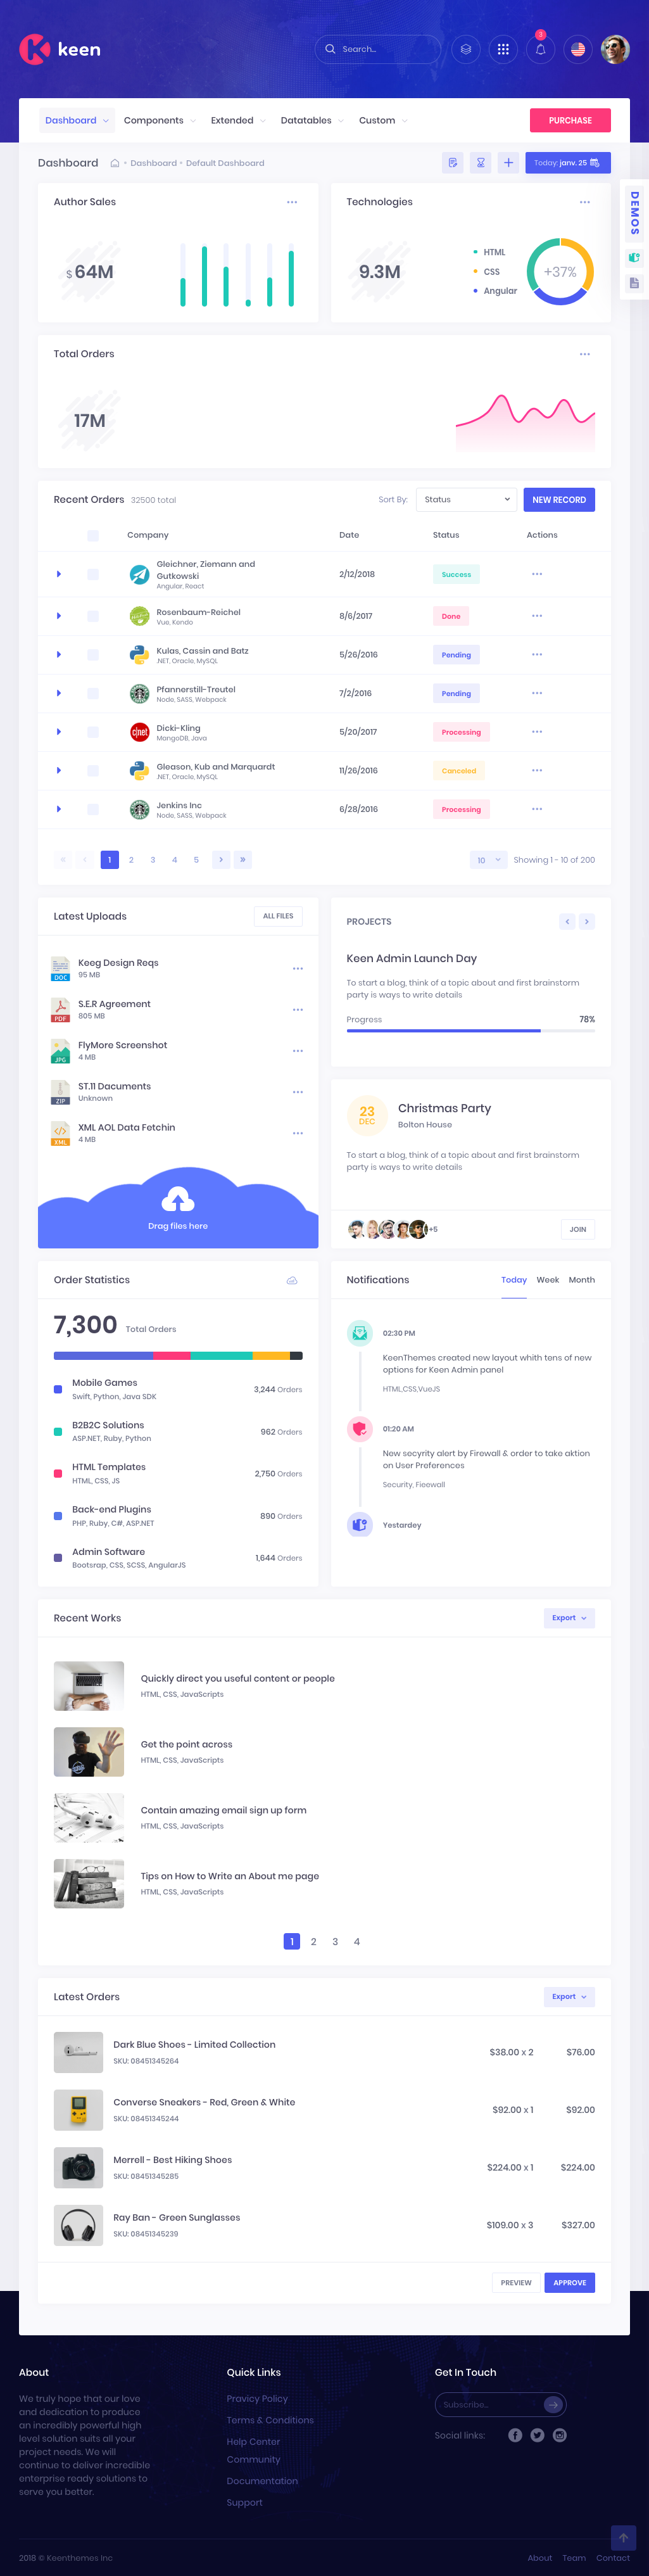 keen
Search...
3
Dashboard Components Extended Datatables Custom PURCHASE
Dashboard Dashboard Default Dashboard Today: janv. 25
DEMOS
Author Sales
$ 64M
Technologies
9.3M
HTML
CSS
Angular
+37%
Total Orders
17M
Recent Orders 32500 total Sort By: Status NEW RECORD
Company Date Status Actions
Gleichner, Ziemann and
Gutkowski
Angular, React
2/12/2018 Success
Rosenbaum-Reichel
Vue, Kendo
8/6/2017 Done
Kulas, Cassin and Batz
.NET, Oracle, MySQL
5/26/2016 Pending
Pfannerstill-Treutel
Node, SASS, Webpack
7/2/2016 Pending
c|net
Dicki-Kling
MangoDB, Java
5/20/2017 Processing
Gleason, Kub and Marquardt
.NET, Oracle, MySQL
11/26/2016 Canceled
Jenkins Inc
Node, SASS, Webpack
6/28/2016 Processing
1 2 3 4 5 10 Showing 1 - 10 of 200
Latest Uploads ALL FILES
DOC
Keeg Design Reqs
95 MB
PDF
S.E.R Agreement
805 MB
JPG
FlyMore Screenshot
4 MB
ZIP
ST.11 Dacuments
Unknown
XML
XML AOL Data Fetchin
4 MB
Drag files here
PROJECTS
Keen Admin Launch Day
To start a blog, think of a topic about and first brainstorm
party is ways to write details
Progress 78%
23
DEC
Christmas Party
Bolton House
To start a blog, think of a topic about and first brainstorm
party is ways to write details
+5 JOIN
Order Statistics
7,300 Total Orders
Mobile Games
Swift, Python, Java SDK
3,244 Orders
B2B2C Solutions
ASP.NET, Ruby, Python
962 Orders
HTML Templates
HTML, CSS, JS
2,750 Orders
Back-end Plugins
PHP, Ruby, C#, ASP.NET
890 Orders
Admin Software
Bootsrap, CSS, SCSS, AngularJS
1,644 Orders
Notifications Today Week Month
02:30 PM
KeenThemes created new layout whith tens of new
options for Keen Admin panel
HTML,CSS,VueJS
01:20 AM
New secyrity alert by Firewall & order to take aktion
on User Preferences
Security, Fieewall
Yestardey
Recent Works Export
Quickly direct you useful content or people
HTML, CSS, JavaScripts
Get the point across
HTML, CSS, JavaScripts
Contain amazing email sign up form
HTML, CSS, JavaScripts
Tips on How to Write an About me page
HTML, CSS, JavaScripts
1 2 3 4
Latest Orders Export
Dark Blue Shoes - Limited Collection
SKU: 08451345264
$38.00 x 2 $76.00
Converse Sneakers - Red, Green & White
SKU: 08451345244
$92.00 x 1 $92.00
Merrell - Best Hiking Shoes
SKU: 08451345285
$224.00 x 1 $224.00
Ray Ban - Green Sunglasses
SKU: 08451345239
$109.00 x 3 $327.00
PREVIEW APPROVE
About
We truly hope that our love
and dedication to produce
an incredibly powerful high
level solution suits all your
project needs. We will
continue to deliver incredible
enterprise ready solutions to
serve you better.
Quick Links
Pravicy Policy
Terms & Conditions
Help Center
Community
Documentation
Support
Get In Touch
Subscribe...
Social links:
2018 © Keenthemes Inc About Team Contact